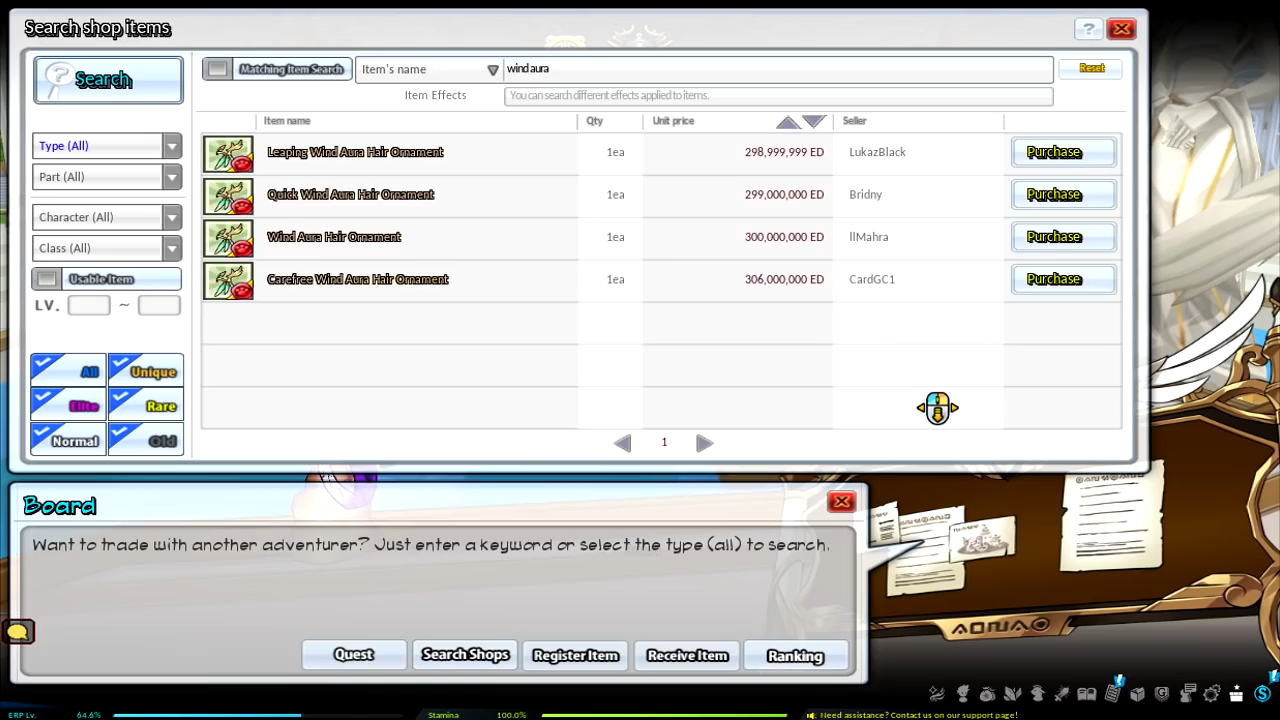 Search shop items
?
Search
Matching Item Search
Item's name
wind aura
Reset
Item Effects
You can search different effects applied to items.
Item name
Qty
Unit price
Seller
Type (All)
Part (All)
Character (All)
Class (All)
Usable Item
LV.
~
All
Unique
Elite
Rare
Normal
Old
Leaping Wind Aura Hair Ornament 1ea 298,999,999 ED LukazBlack Purchase
Quick Wind Aura Hair Ornament 1ea 299,000,000 ED Bridny Purchase
Wind Aura Hair Ornament 1ea 300,000,000 ED llMahra Purchase
Carefree Wind Aura Hair Ornament 1ea 306,000,000 ED CardGC1 Purchase
1
Board
Want to trade with another adventurer? Just enter a keyword or select the type (all) to search.
Quest
Search Shops
Register Item
Receive Item
Ranking
ERP Lv. 64.6%
Stamina 100.0%
Need assistance? Contact us on our support page!